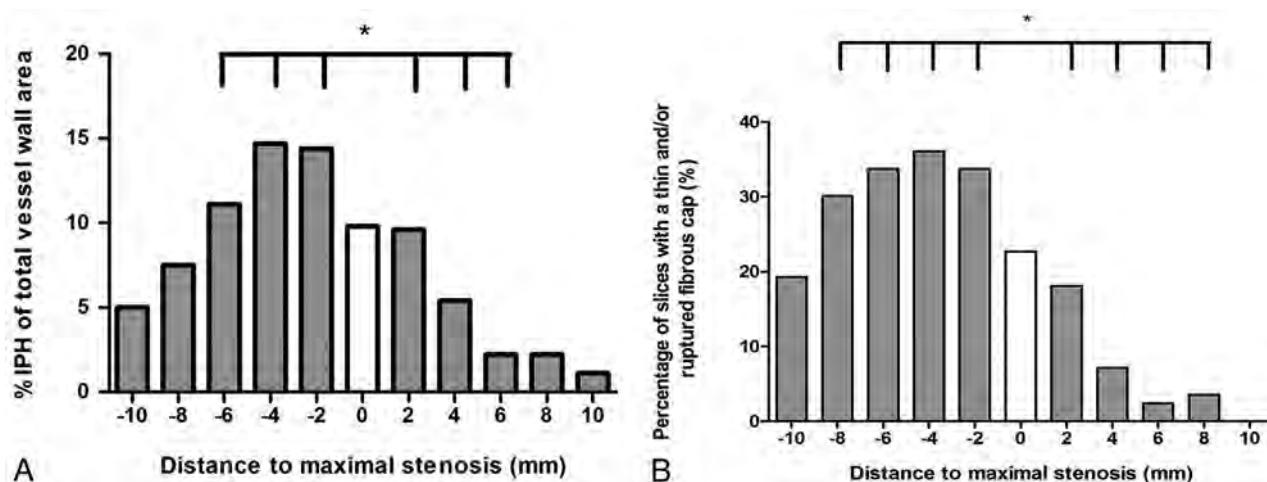 *
20
15
10
5
0
% IPH of total vessel wall area
-10 -8 -6 -4 -2 0 2 4 6 8 10
A Distance to maximal stenosis (mm)
*
40
30
20
10
0
Percentage of slices with a thin and/or
ruptured fibrous cap (%)
-10 -8 -6 -4 -2 0 2 4 6 8 10
B Distance to maximal stenosis (mm)